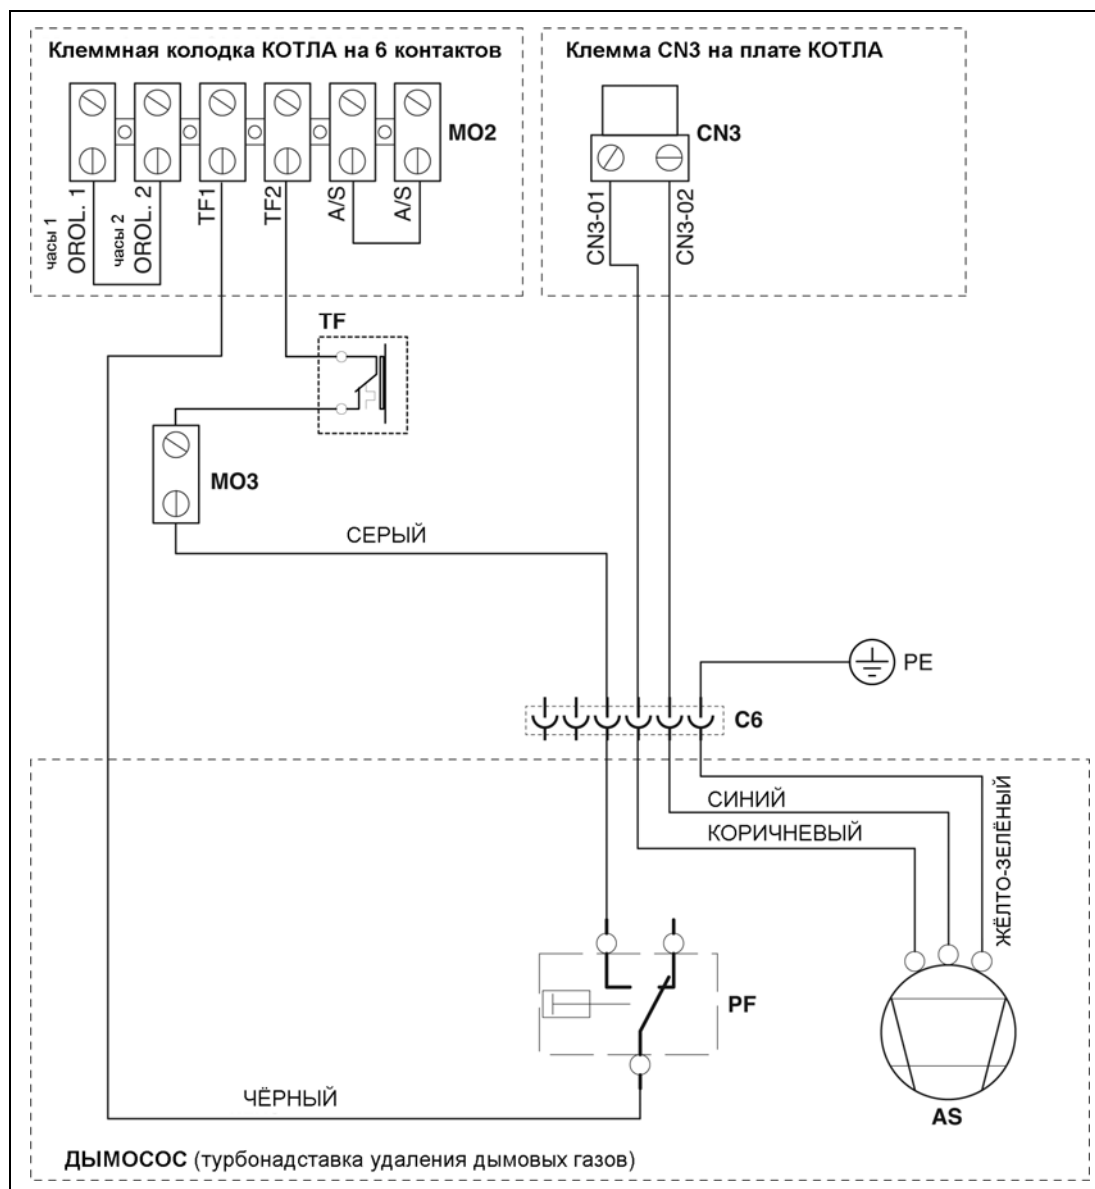 Клеммная колодка КОТЛА на 6 контактов
Клемма CN3 на плате КОТЛА
MO2
CN3
часы 1
OROL. 1
часы 2
OROL. 2
TF1
TF2
A/S
A/S
CN3-01
CN3-02
TF
MO3
СЕРЫЙ
PE
C6
СИНИЙ
КОРИЧНЕВЫЙ
ЖЁЛТО-ЗЕЛЁНЫЙ
PF
ЧЁРНЫЙ
AS
ДЫМОСОС (турбонадставка удаления дымовых газов)